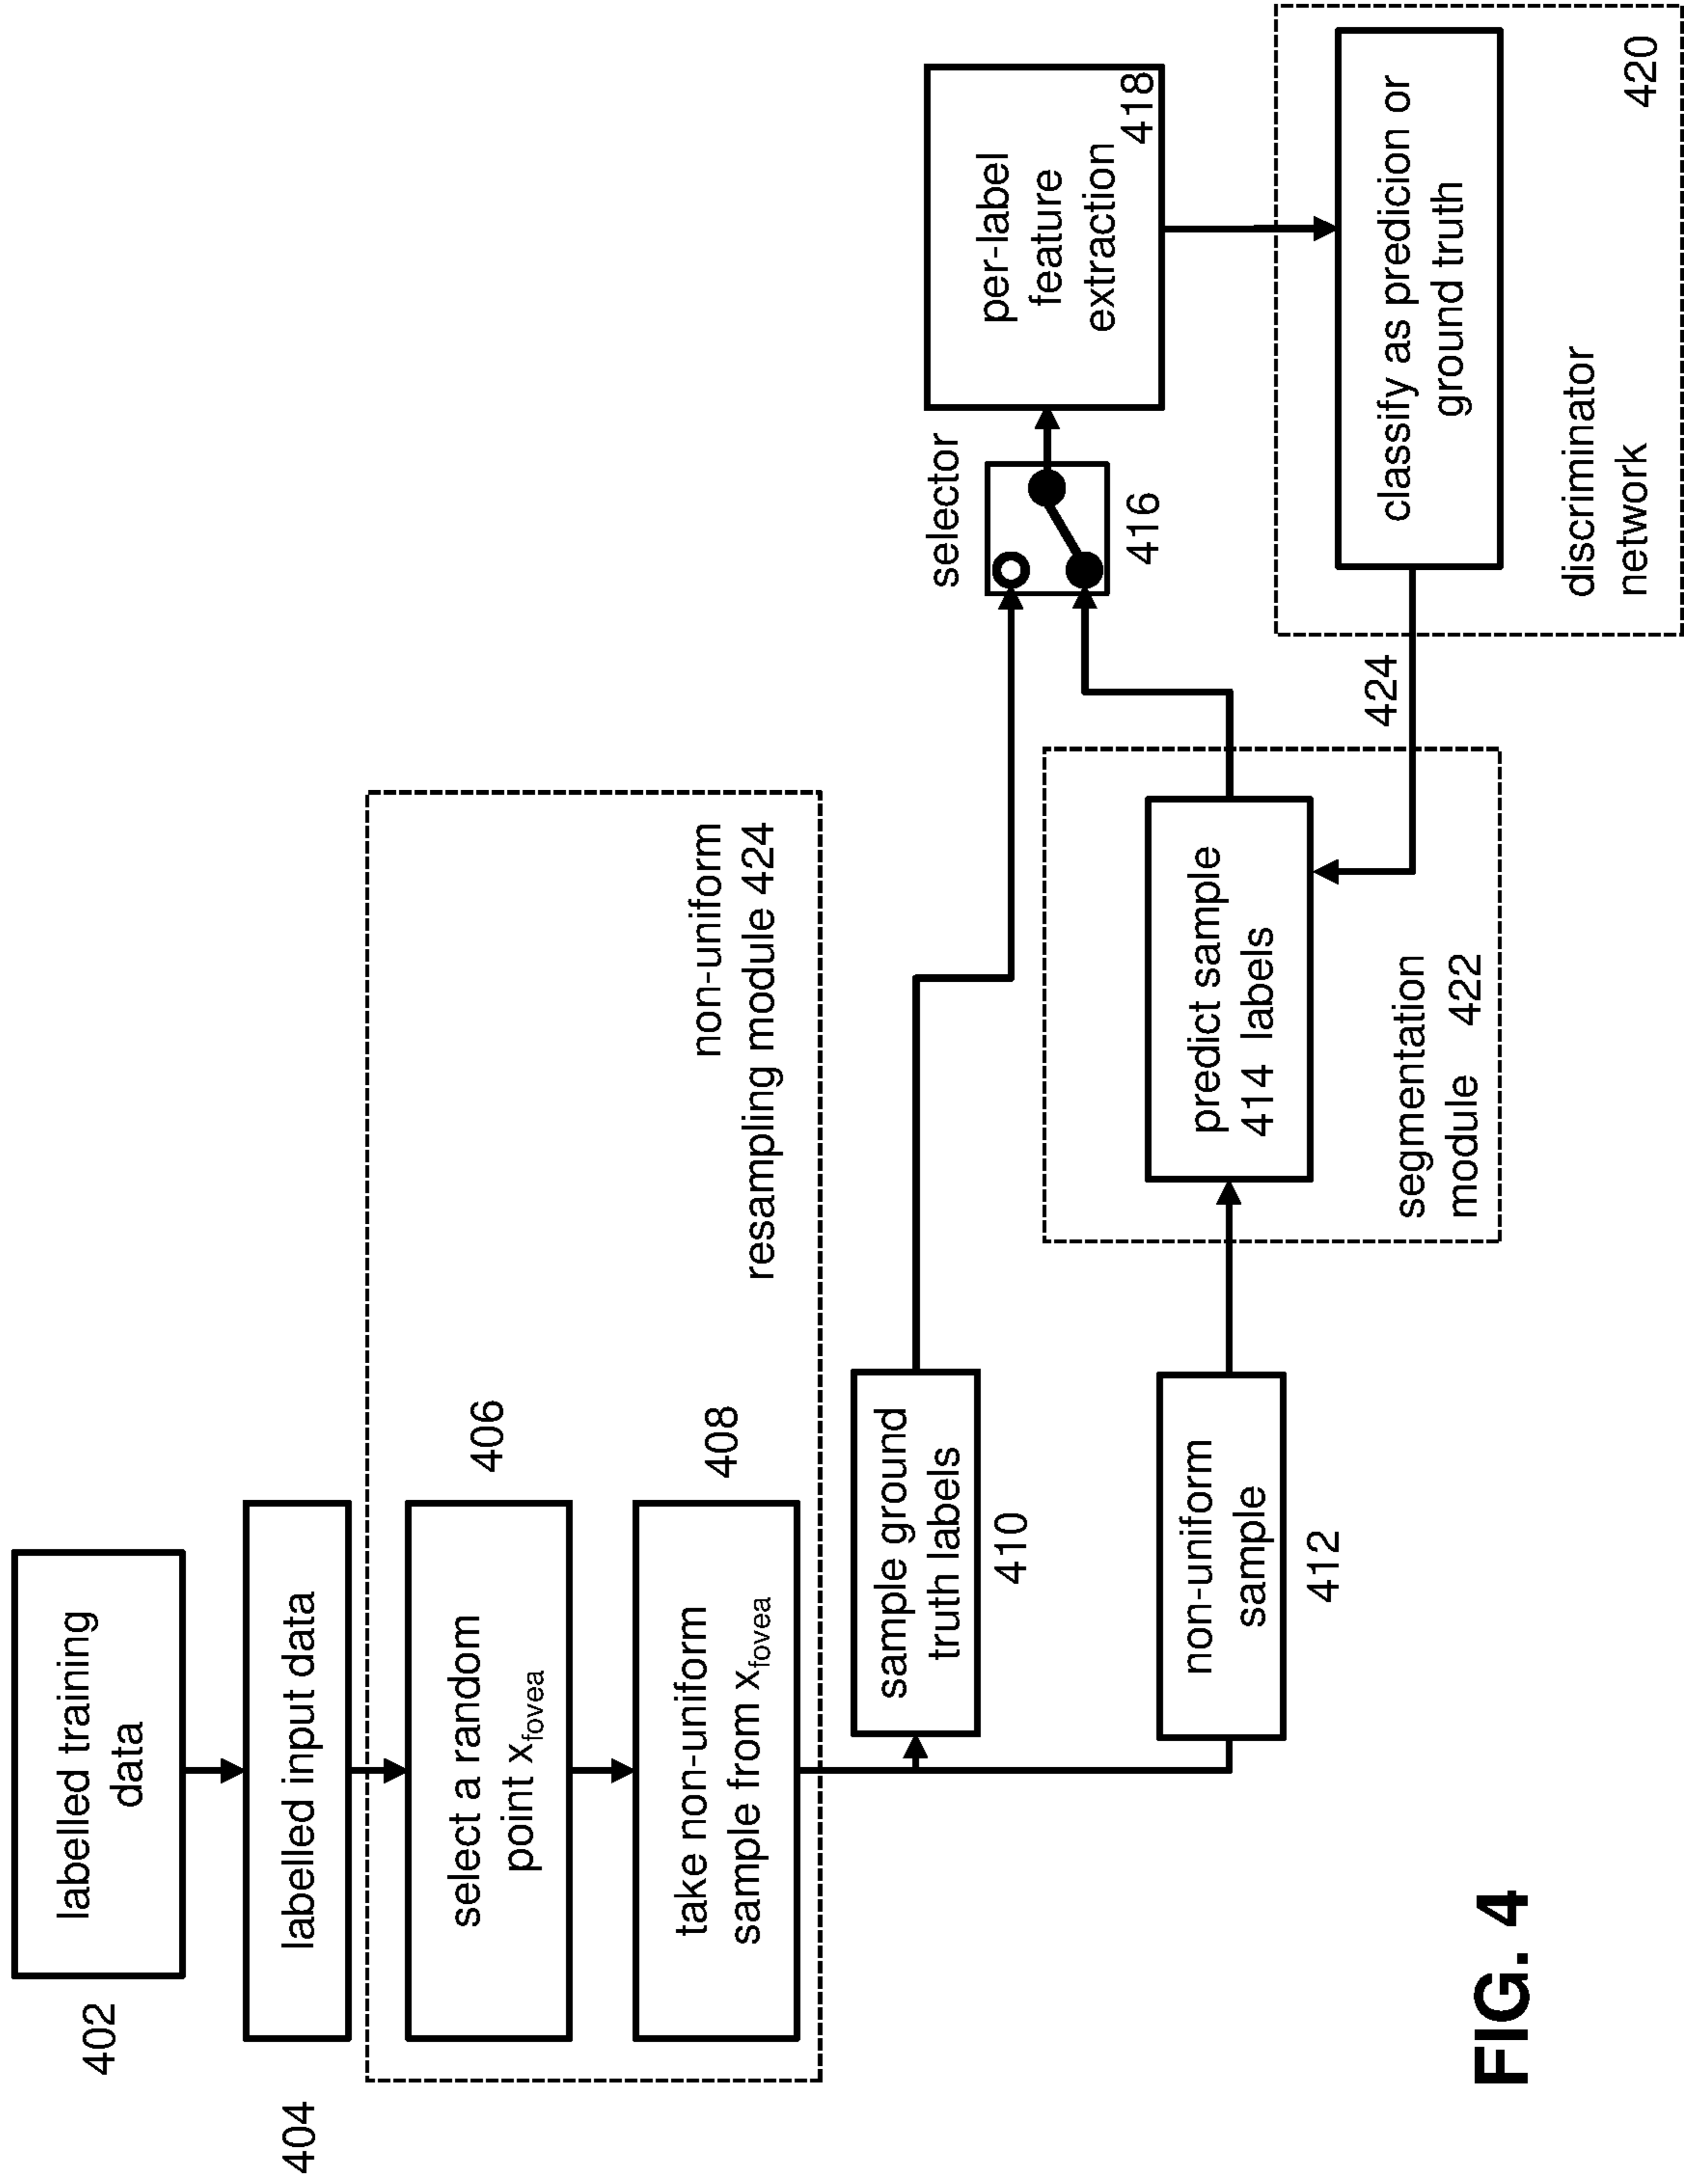 402
labelled training
data
404
labelled input data
select a random
point xfovea
406
take non-uniform
sample from xfovea
408
non-uniform
resampling module 424
sample ground
truth labels
410
non-uniform
sample
412
predict sample
414 labels
segmentation
module 422
selector
416
per-label
feature
extraction
418
424
classify as predicion or
ground truth
discriminator
network
420
FIG. 4